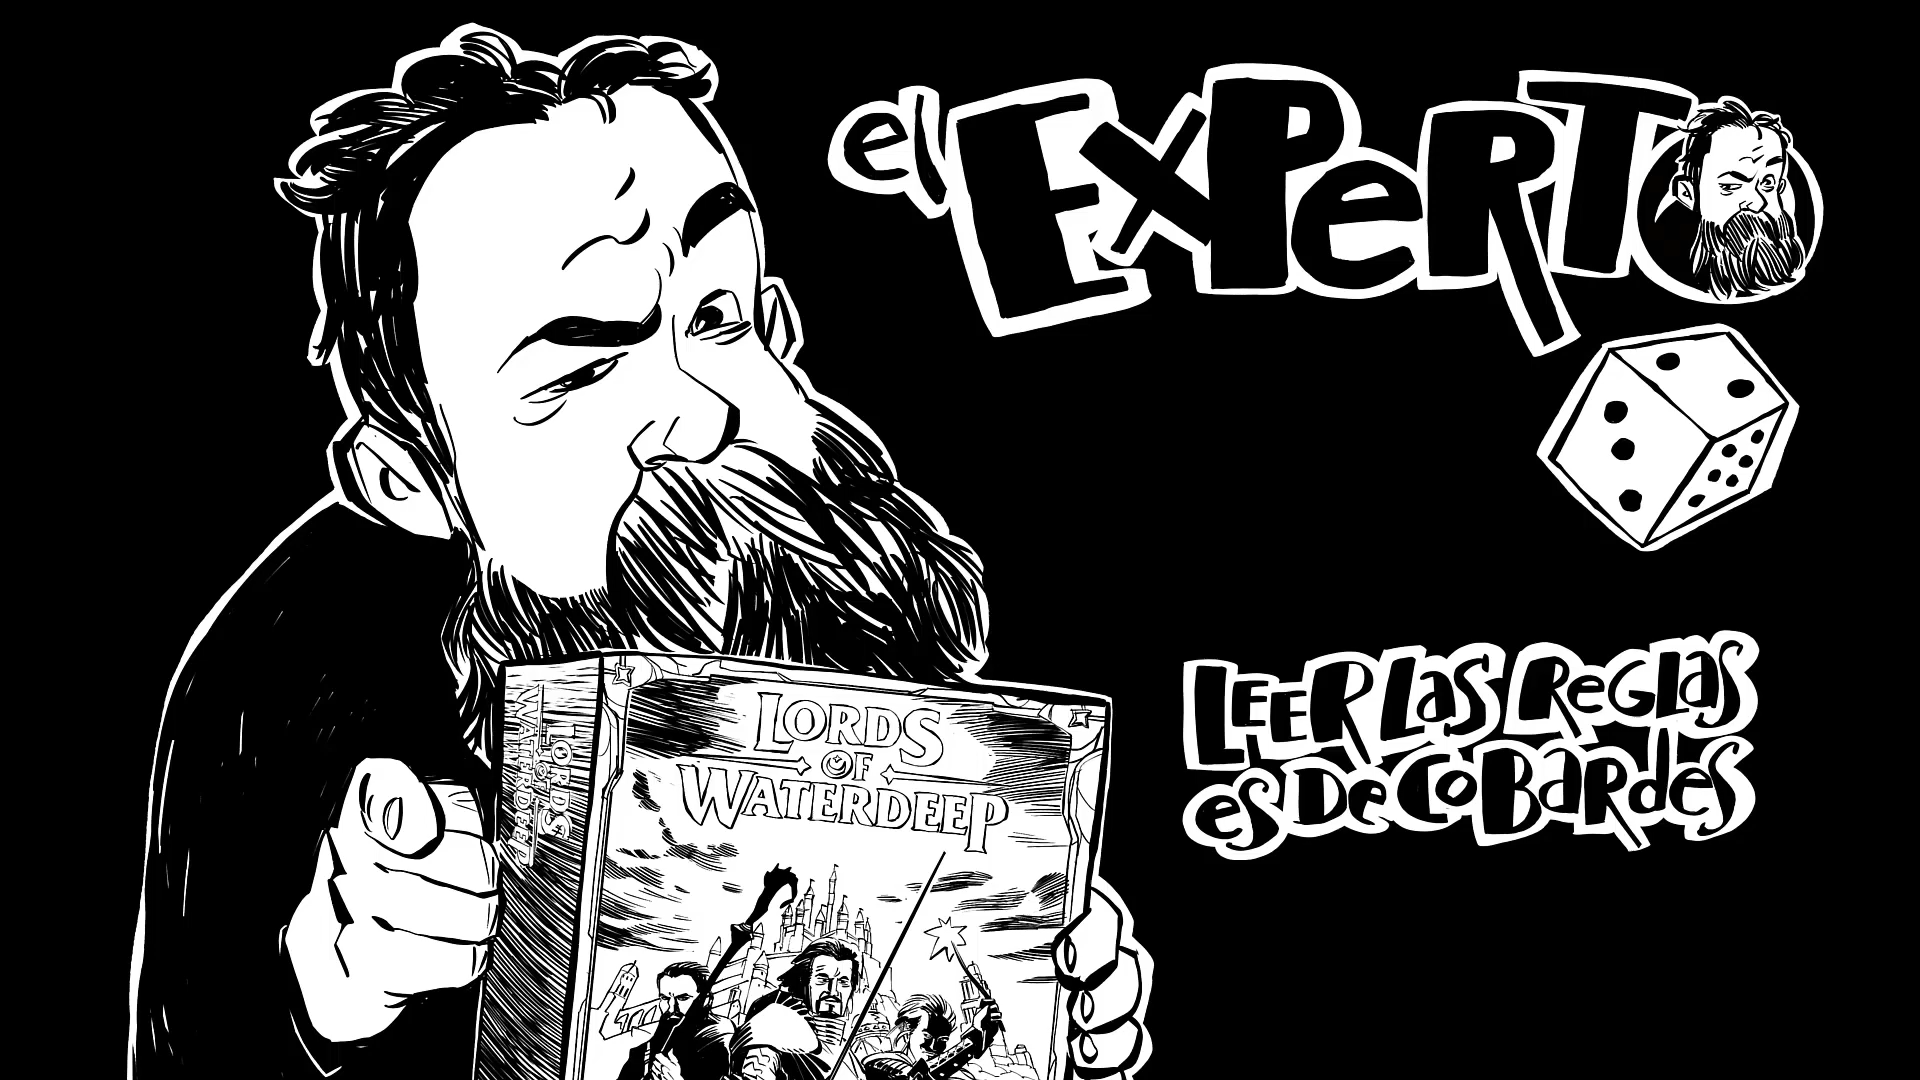 el EXPERTO
LEER LAS REGLAS
es De COBARDES
LORDS
OF
WATERDEEP
LORDS
OF
WATERDEEP